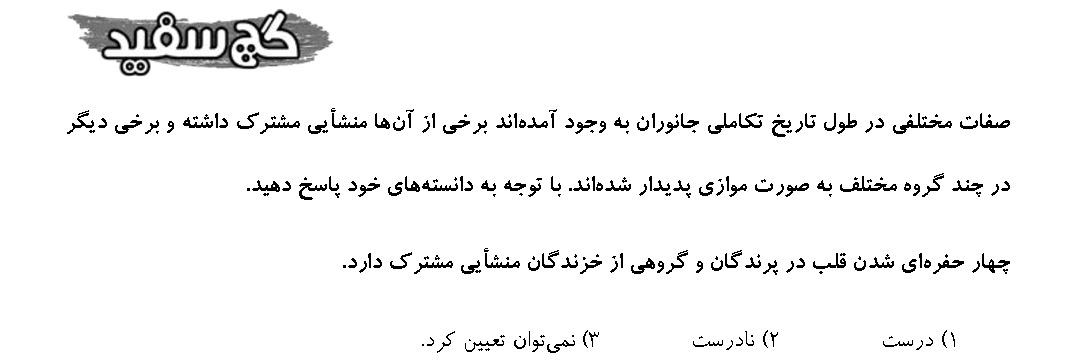 گچ سفید
صفات مختلفی در طول تاریخ تکاملی جانوران به وجود آمده‌اند برخی از آن‌ها منشأیی مشترک داشته و برخی دیگر
در چند گروه مختلف به صورت موازی پدیدار شده‌اند. با توجه به دانسته‌های خود پاسخ دهید.
چهار حفره‌ای شدن قلب در پرندگان و گروهی از خزندگان منشأیی مشترک دارد.
۱) درست ۲) نادرست ۳) نمی‌توان تعیین کرد.